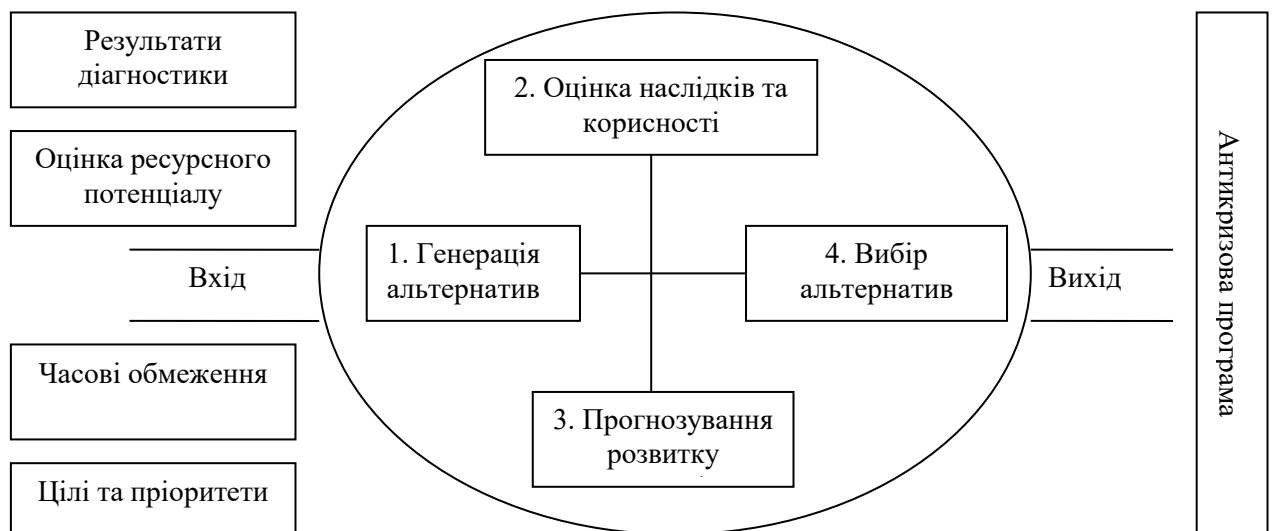 Результати
діагностики
Оцінка ресурсного
потенціалу
Вхід
Часові обмеження
Цілі та пріоритети
2. Оцінка наслідків та
корисності
1. Генерація
альтернатив
4. Вибір
альтернатив
3. Прогнозування
розвитку
Вихід
Антикризова програма